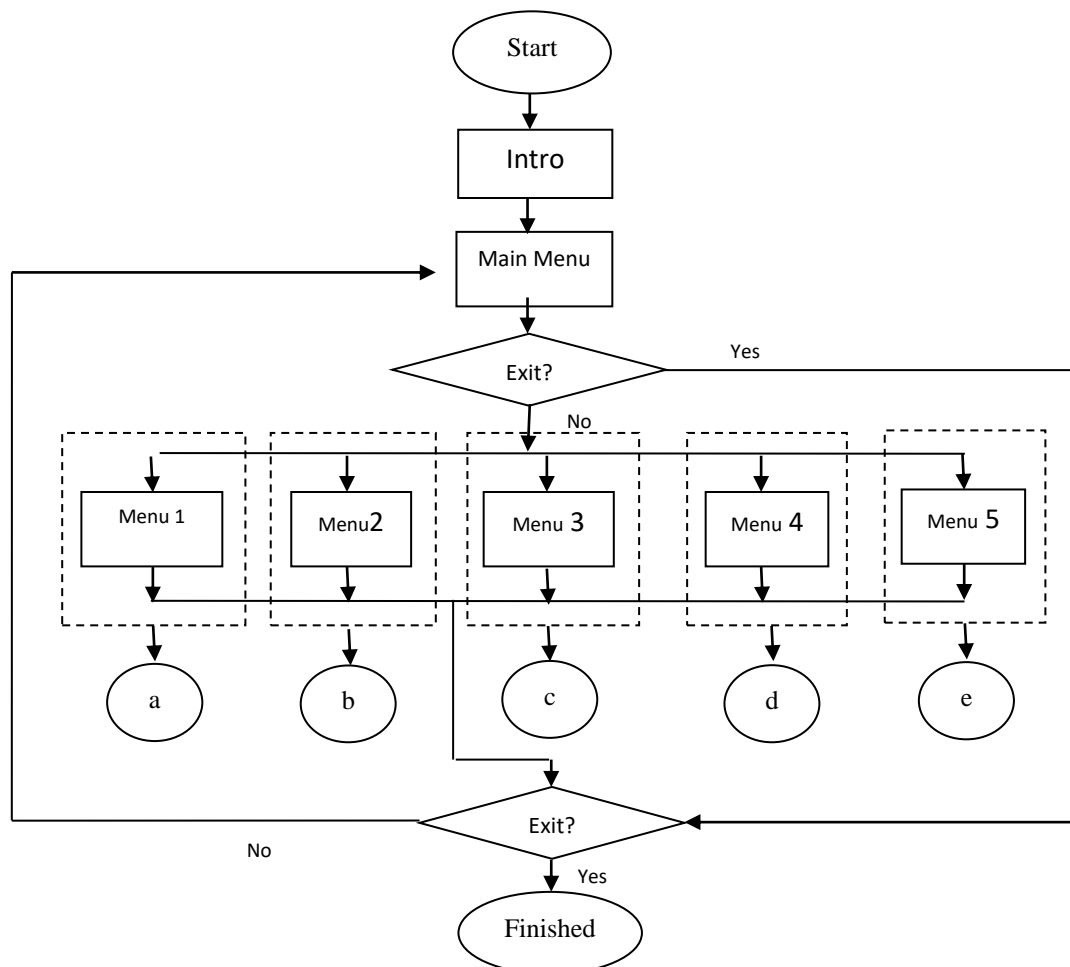 Start
Intro
Main Menu
Exit?
Yes
No
Menu 1
Menu2
Menu 3
Menu 4
Menu 5
a
b
c
d
e
Exit?
No
Yes
Finished